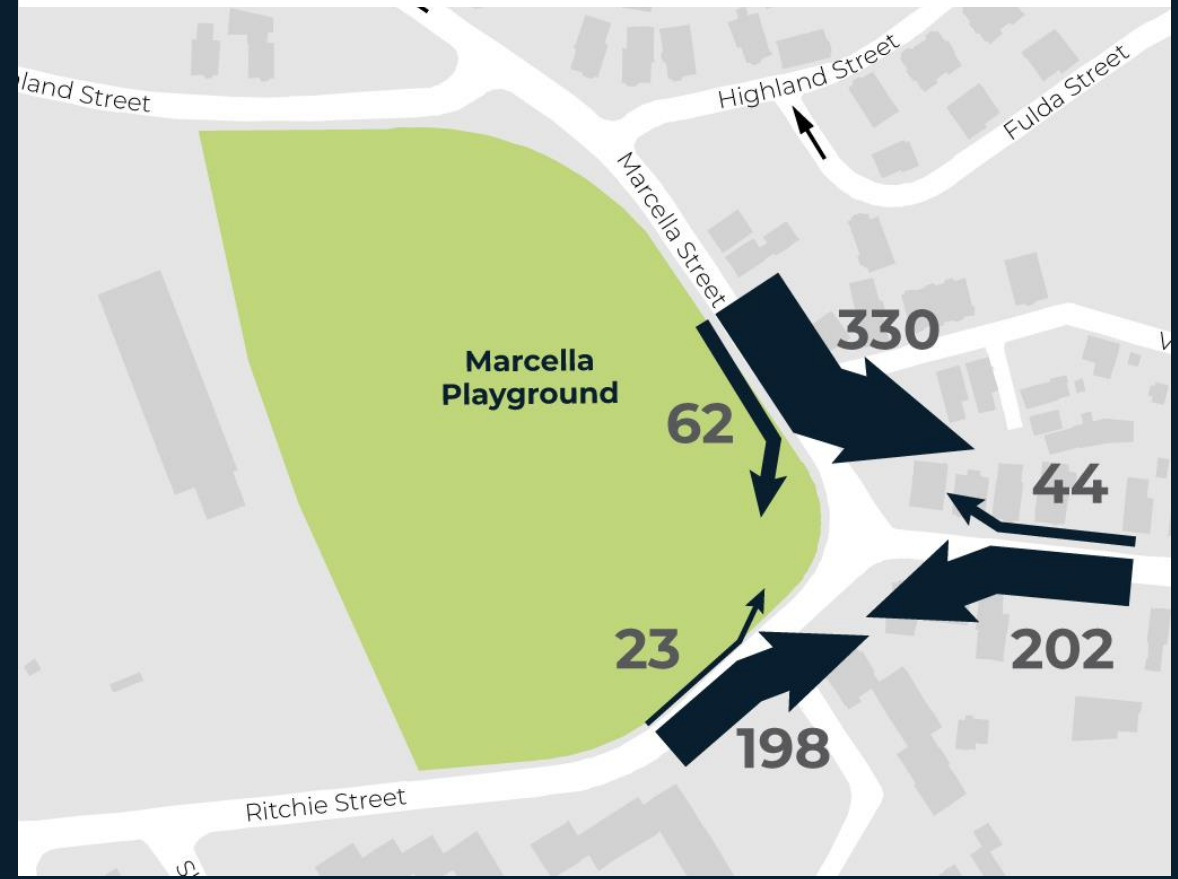 land Street
Highland Street
Fulda Street
Marcella Street
330
Marcella
Playground
62
44
23
202
198
Ritchie Street